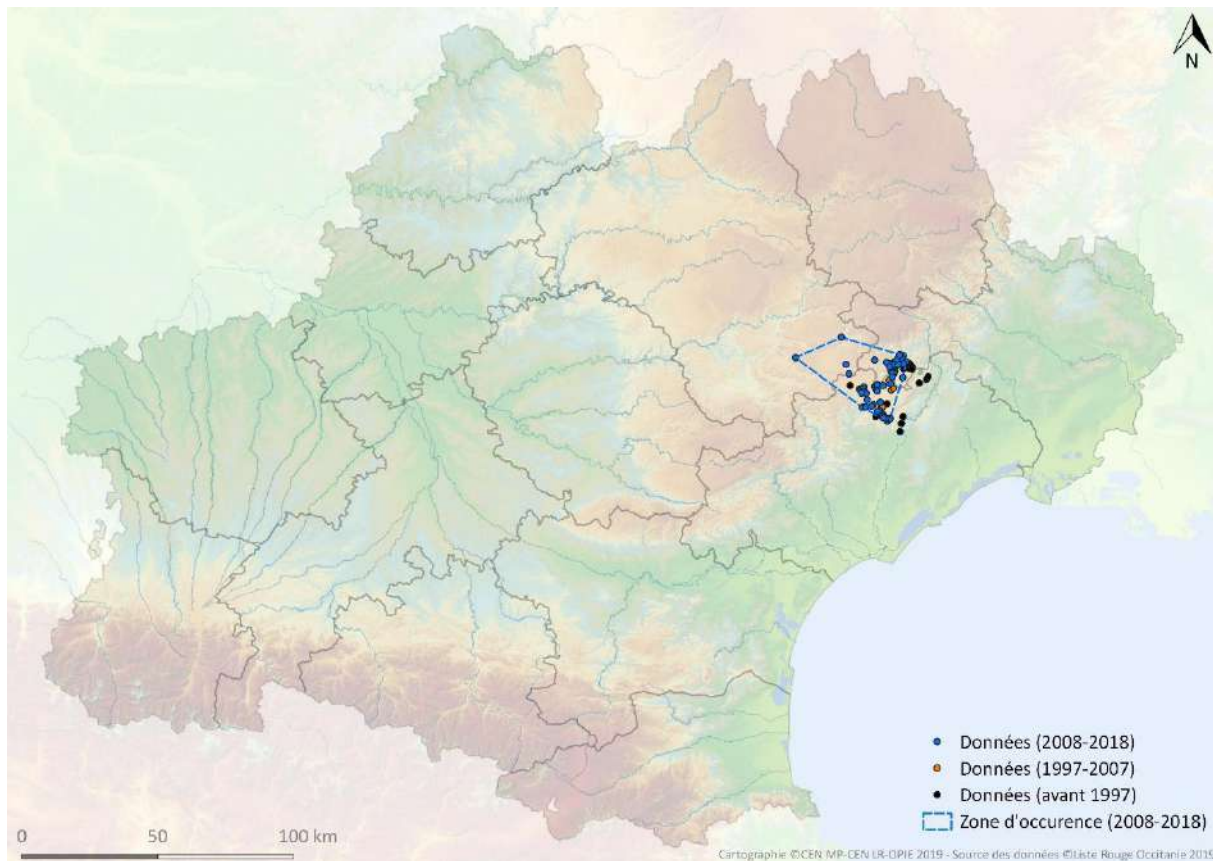 N
Données (2008-2018)
Données (1997-2007)
Données (avant 1997)
Zone d'occurence (2008-2018)
0 50 100 km
Cartographie ©CEN MP-CEN LR-OPIE 2019 - Source des données ©Liste Rouge Occitanie 2019